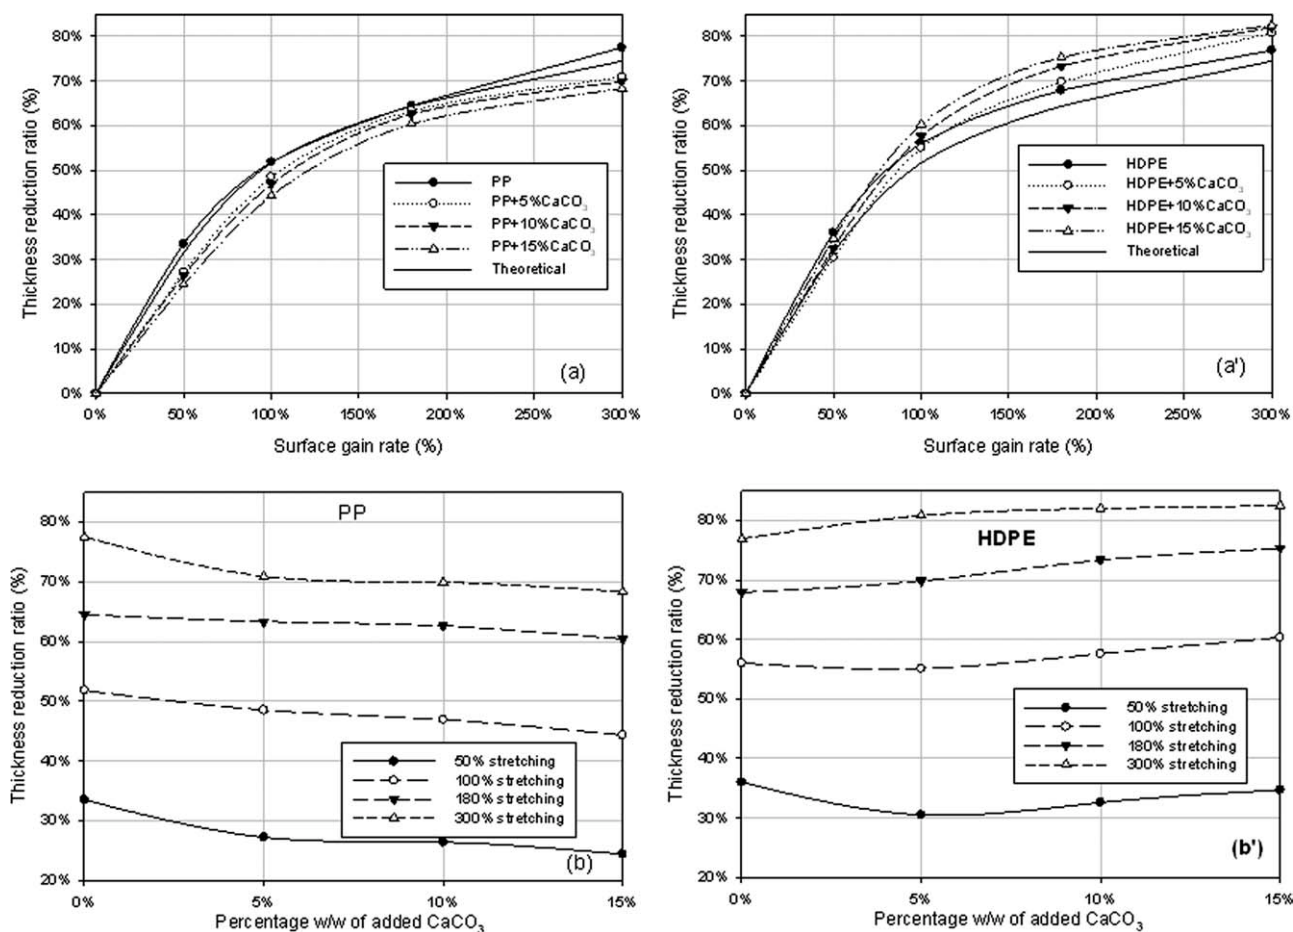 80%
70%
60%
50%
40%
30%
20%
10%
0%
Thickness reduction ratio (%)
PP
PP+5%CaCO3
PP+10%CaCO3
PP+15%CaCO3
Theoretical
(a)
0% 50% 100% 150% 200% 250% 300%
Surface gain rate (%)
80%
70%
60%
50%
40%
30%
20%
10%
0%
Thickness reduction ratio (%)
HDPE
HDPE+5%CaCO3
HDPE+10%CaCO3
HDPE+15%CaCO3
Theoretical
(a')
0% 50% 100% 150% 200% 250% 300%
Surface gain rate (%)
80%
70%
60%
50%
40%
30%
20%
Thickness reduction ratio (%)
PP
50% stretching
100% stretching
180% stretching
300% stretching
(b)
0% 5% 10% 15%
Percentage w/w of added CaCO3
80%
70%
60%
50%
40%
30%
20%
Thickness reduction ratio (%)
HDPE
50% stretching
100% stretching
180% stretching
300% stretching
(b')
0% 5% 10% 15%
Percentage w/w of added CaCO3